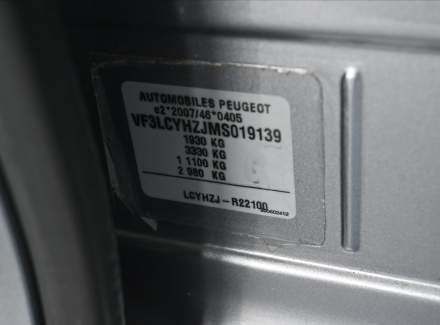 AUTOMOBILES PEUGEOT
e2*2007/46*0405
VF3LCYHZJMS019139
1930 KG
3330 KG
1 1100 KG
2 980 KG
LCYHZJ-R22100